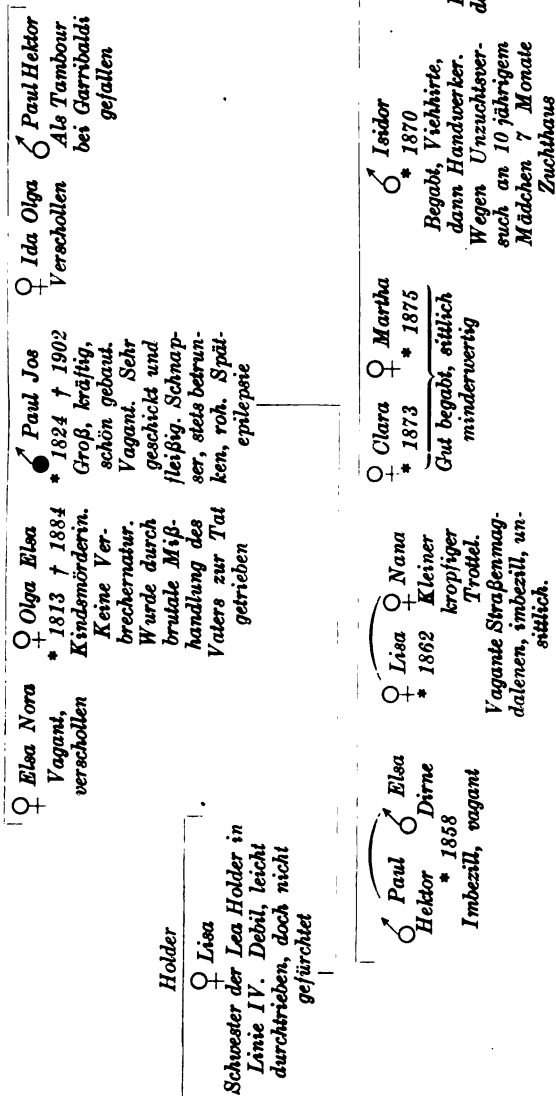 ♀ Elsa Nora
Vagant,
verschollen
♀ Olga Elsa
* 1813 † 1884
Kindsmörderin.
Keine Ver-
brechernatur.
Wurde durch
brutale Miß-
handlung des
Vaters zur Tat
getrieben
♂ Paul Jos
* 1824 † 1902
Groß, kräftig,
schön gebaut.
Vagant. Sehr
geschickt und
fleißig. Schnap-
ser, stets betrun-
ken, roh. Spät-
epilepsie
♀ Ida Olga
Verschollen
♂ Paul Hektor
Als Tambour
bei Garribaldi
gefallen
Holder
♀ Lisa
Schwester der Lea Holder in
Linie IV. Debil, leicht
durchtrieben, doch nicht
gefürchtet
♂ Paul ♂ Elsa
Hektor Dirne
* 1858
Imbezill, vagant
♀ Lisa ♀ Nana
* 1862 Kleiner
kropfiger
Trottel.
Vagante Straßenmag-
dalenen, imbezill, un-
sittlich.
♀ Clara ♀ Martha
* 1873 * 1875
Gut begabt, sittlich
minderwertig
♂ Isidor
* 1870
Begabt, Viehhirte,
dann Handwerker.
Wegen Unzuchtsver-
such an 10 jährigem
Mädchen 7 Monate
Zuchthaus